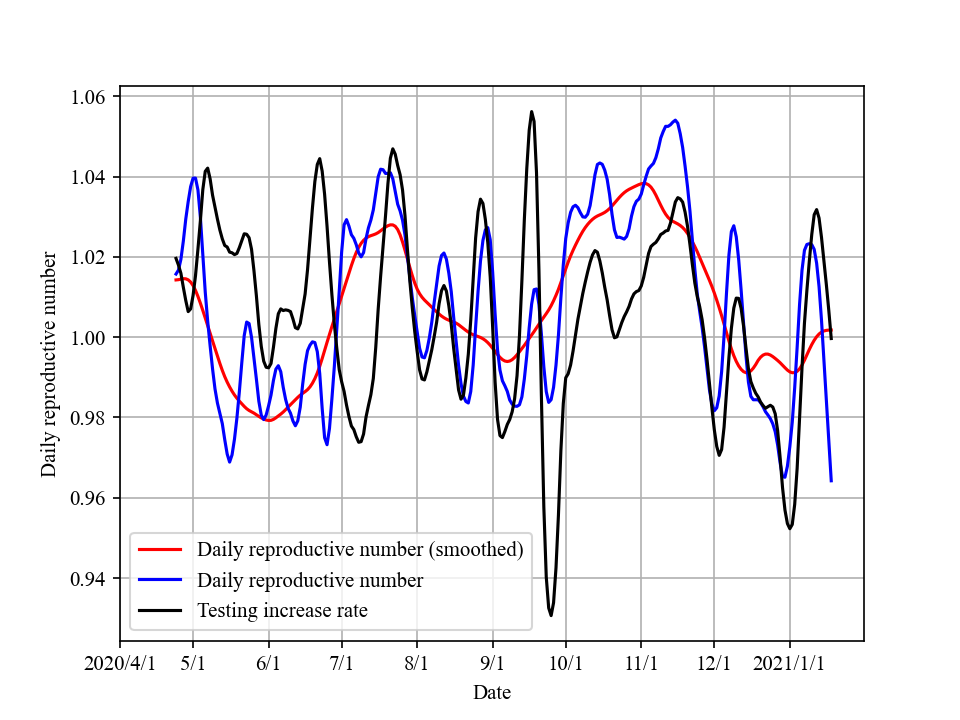 1.06
1.04
1.02
1.00
0.98
0.96
0.94
Daily reproductive number
Daily reproductive number (smoothed)
Daily reproductive number
Testing increase rate
2020/4/1 5/1 6/1 7/1 8/1 9/1 10/1 11/1 12/1 2021/1/1
Date